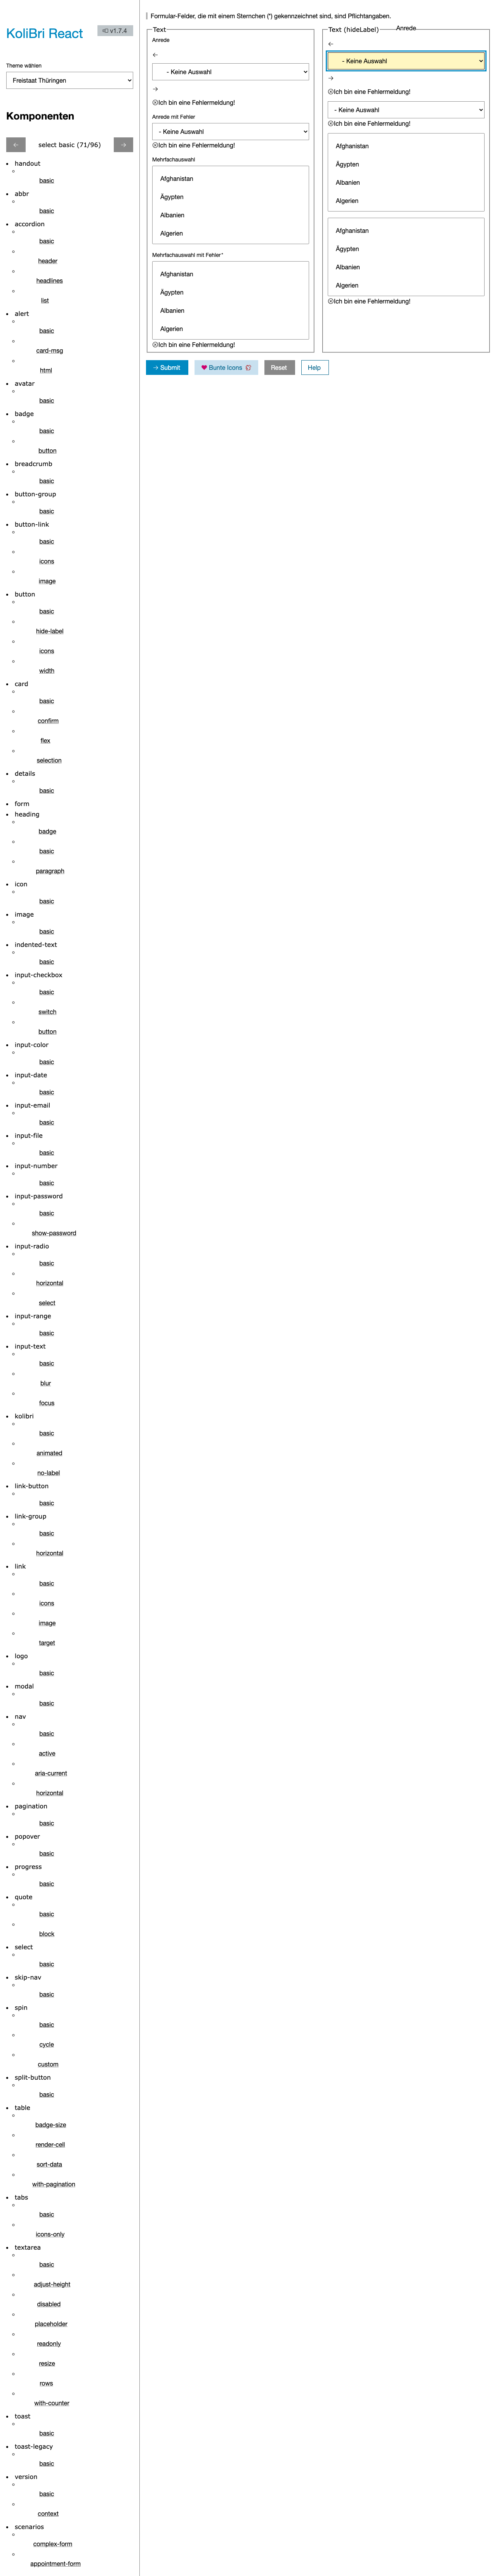 KoliBri React
v1.7.4
Theme wählen
Freistaat Thüringen
Komponenten
← select basic (71/96) →
handout
basic
abbr
basic
accordion
basic
header
headlines
list
alert
basic
card-msg
html
avatar
basic
badge
basic
button
breadcrumb
basic
button-group
basic
button-link
basic
icons
image
button
basic
hide-label
icons
width
card
basic
confirm
flex
selection
details
basic
form
heading
badge
basic
paragraph
icon
basic
image
basic
indented-text
basic
input-checkbox
basic
switch
button
input-color
basic
input-date
basic
input-email
basic
input-file
basic
input-number
basic
input-password
basic
show-password
input-radio
basic
horizontal
select
input-range
basic
input-text
basic
blur
focus
kolibri
basic
animated
no-label
link-button
basic
link-group
basic
horizontal
link
basic
icons
image
target
logo
basic
modal
basic
nav
basic
active
aria-current
horizontal
pagination
basic
popover
basic
progress
basic
quote
basic
block
select
basic
skip-nav
basic
spin
basic
cycle
custom
split-button
basic
table
badge-size
render-cell
sort-data
with-pagination
tabs
basic
icons-only
textarea
basic
adjust-height
disabled
placeholder
readonly
resize
rows
with-counter
toast
basic
toast-legacy
basic
version
basic
context
scenarios
complex-form
appointment-form
Formular-Felder, die mit einem Sternchen (*) gekennzeichnet sind, sind Pflichtangaben.
Text
Anrede
←
- Keine Auswahl
→
Ich bin eine Fehlermeldung!
Anrede mit Fehler
- Keine Auswahl
Ich bin eine Fehlermeldung!
Mehrfachauswahl
Afghanistan
Ägypten
Albanien
Algerien
Mehrfachauswahl mit Fehler*
Afghanistan
Ägypten
Albanien
Algerien
Ich bin eine Fehlermeldung!
Text (hideLabel)
Anrede
←
- Keine Auswahl
→
Ich bin eine Fehlermeldung!
- Keine Auswahl
Ich bin eine Fehlermeldung!
Afghanistan
Ägypten
Albanien
Algerien
Afghanistan
Ägypten
Albanien
Algerien
Ich bin eine Fehlermeldung!
→ Submit
Bunte Icons
Reset
Help